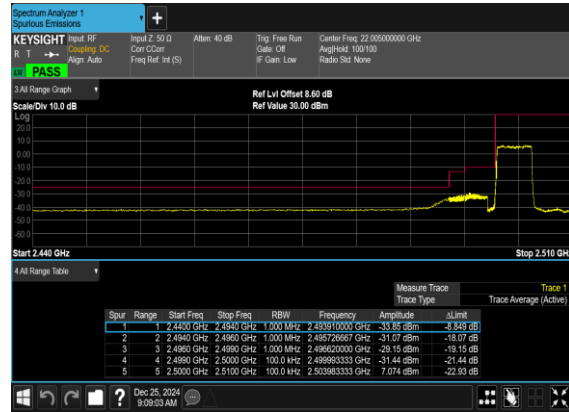 Spectrum Analyzer 1
Spurious Emissions
+
KEYSIGHT Input: RF Input Z: 50 Ω Atten: 40 dB Trig: Free Run Center Freq: 22.005000000 GHz
R T Coupling: DC Corr CCorr Gate: Off Avg|Hold: 100/100
Align: Auto Freq Ref: Int (S) IF Gain: Low Radio Std: None
LW PASS
3 All Range Graph Ref Lvl Offset 8.60 dB
Scale/Div 10.0 dB Ref Value 30.00 dBm
Log
20.0
10.0
0.00
-10.0
-20.0
-30.0
-40.0
-50.0
-60.0
Start 2.440 GHz Stop 2.510 GHz
4 All Range Table
Measure Trace Trace 1
Trace Type Trace Average (Active)
Spur Range Start Freq Stop Freq RBW Frequency Amplitude ΔLimit
1 1 2.4400 GHz 2.4940 GHz 1.000 MHz 2.493910000 GHz -33.85 dBm -8.849 dB
2 2 2.4940 GHz 2.4960 GHz 1.000 MHz 2.495726667 GHz -31.07 dBm -18.07 dB
3 3 2.4960 GHz 2.4990 GHz 1.000 MHz 2.496620000 GHz -29.15 dBm -19.15 dB
4 4 2.4990 GHz 2.5000 GHz 100.0 kHz 2.499993333 GHz -31.44 dBm -21.44 dB
5 5 2.5000 GHz 2.5100 GHz 100.0 kHz 2.503983333 GHz 7.074 dBm -22.93 dB
? Dec 25, 2024
9:09:03 AM